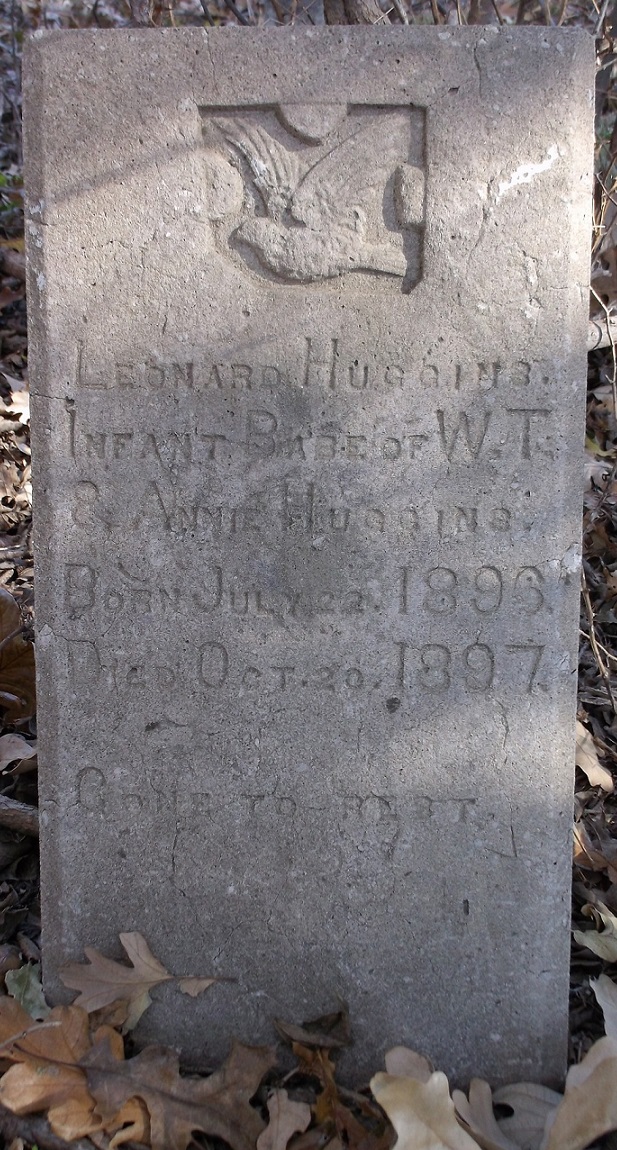 Leonard Huggins.
Infant Babe of W.T.
& Annie Huggins.
Born July 22. 1896.
Died Oct. 20. 1897.
Gone to rest.